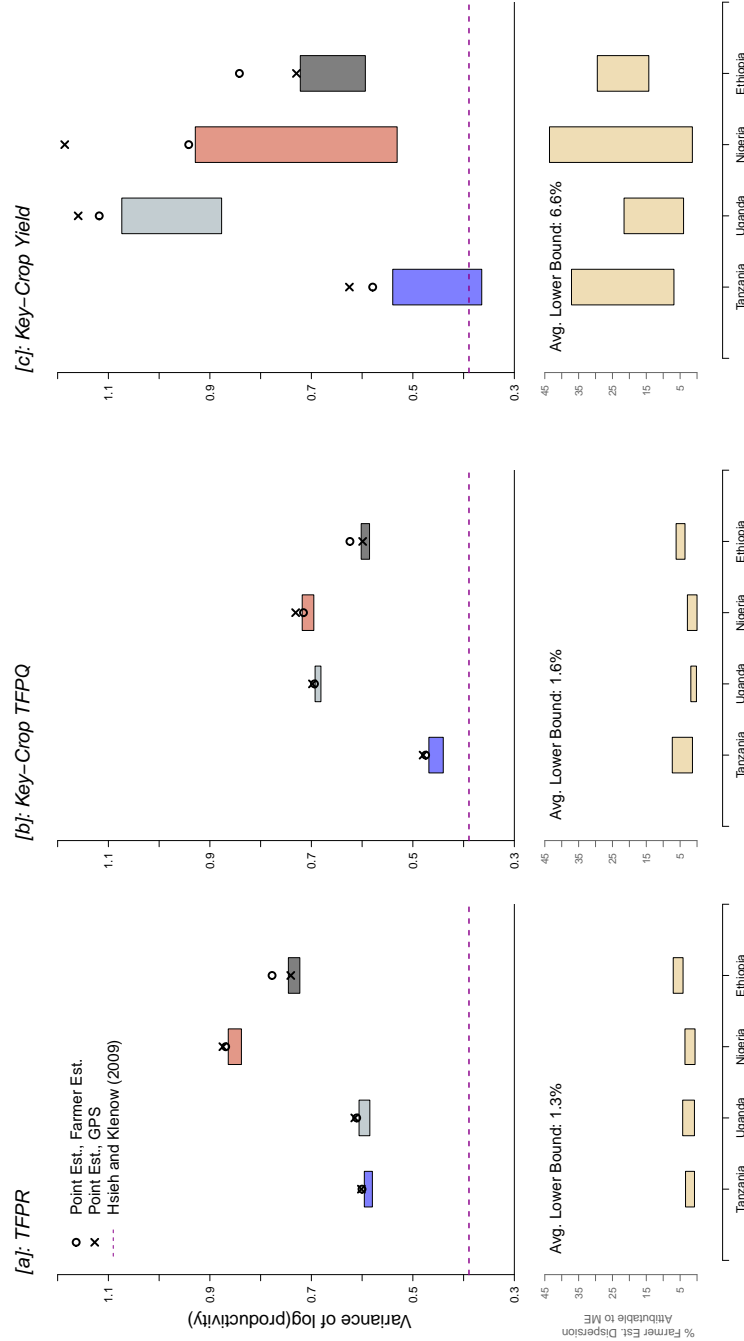 [a]: TFPR
Point Est., Farmer Est.
Point Est., GPS
Hsieh and Klenow (2009)
Variance of log(productivity)
1.1
0.9
0.7
0.5
0.3
Avg. Lower Bound: 1.3%
% Farmer Est. Dispersion
Attributable to ME
45
35
25
15
5
Tanzania
Uganda
Nigeria
Ethiopia
[b]: Key−Crop TFPQ
1.1
0.9
0.7
0.5
0.3
Avg. Lower Bound: 1.6%
45
35
25
15
5
Tanzania
Uganda
Nigeria
Ethiopia
[c]: Key−Crop Yield
1.1
0.9
0.7
0.5
0.3
Avg. Lower Bound: 6.6%
45
35
25
15
5
Tanzania
Uganda
Nigeria
Ethiopia